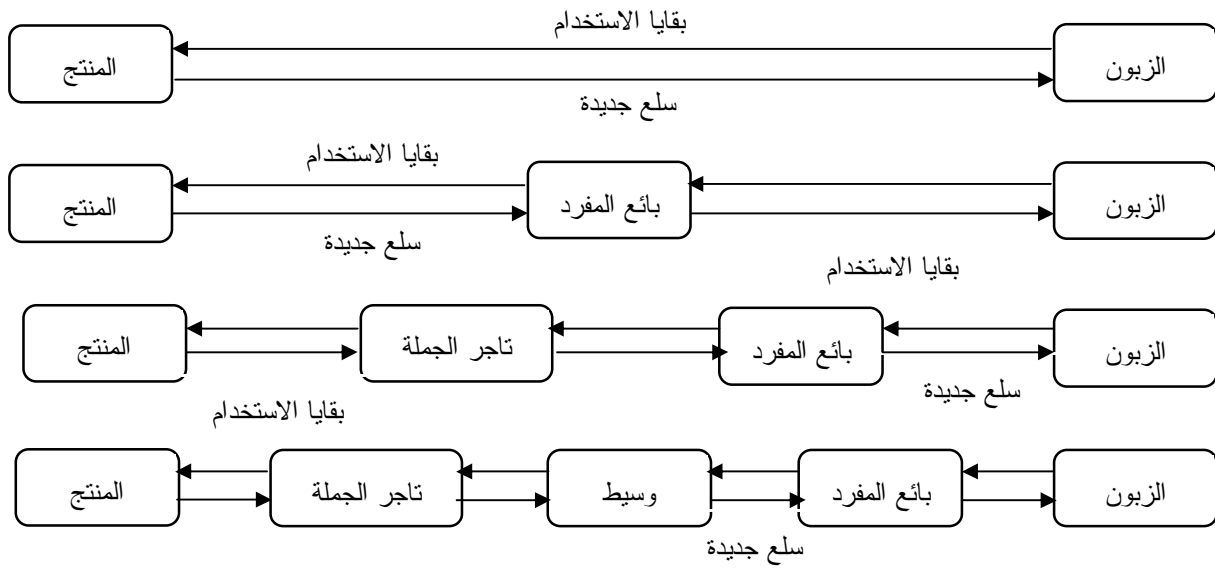 بقايا الاستخدام
الزبون
المنتج
سلع جديدة
بقايا الاستخدام
الزبون
بائع المفرد
المنتج
سلع جديدة
بقايا الاستخدام
الزبون
بائع المفرد
تاجر الجملة
المنتج
سلع جديدة
بقايا الاستخدام
الزبون
بائع المفرد
وسيط
تاجر الجملة
المنتج
سلع جديدة